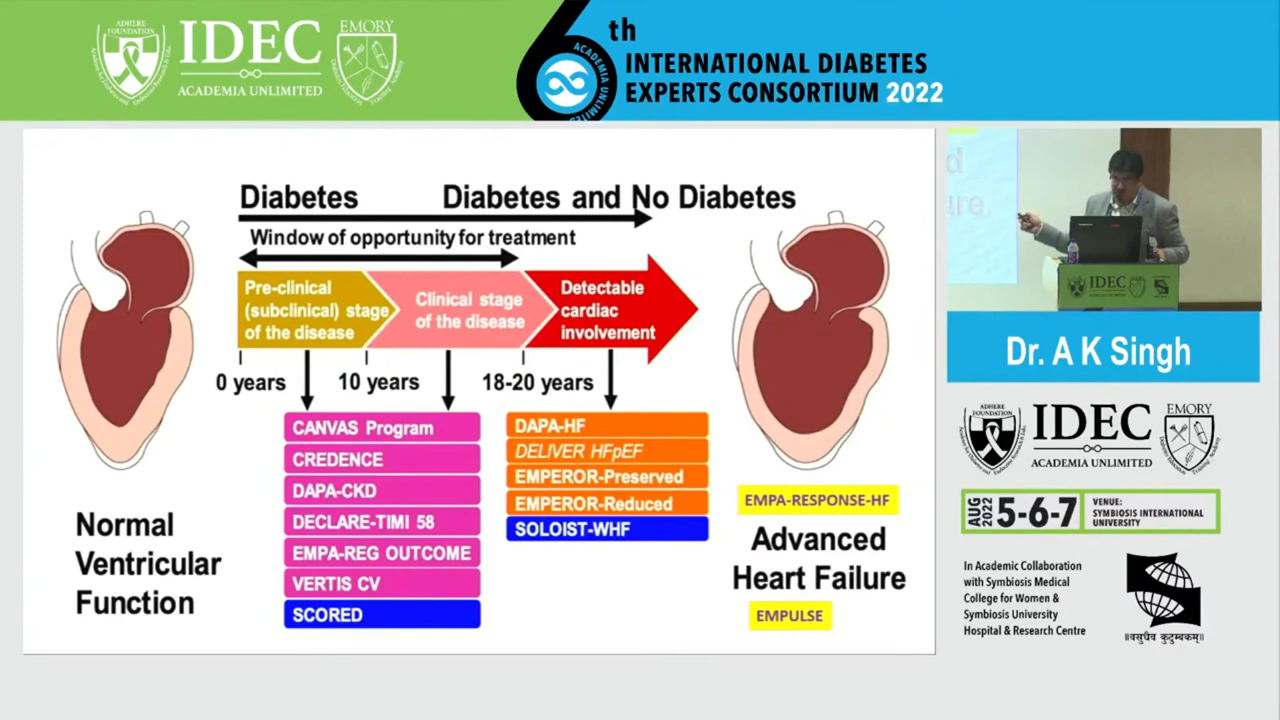 ADHERE
FOUNDATION
IDEC
ACADEMIA UNLIMITED
EMORY
6th
ACADEMIA UNLIMITED
INTERNATIONAL DIABETES
EXPERTS CONSORTIUM 2022
Diabetes
Diabetes and No Diabetes
Window of opportunity for treatment
Pre-clinical
(subclinical) stage
of the disease
Clinical stage
of the disease
Detectable
cardiac
involvement
0 years
10 years
18-20 years
CANVAS Program
CREDENCE
DAPA-CKD
DECLARE-TIMI 58
EMPA-REG OUTCOME
VERTIS CV
SCORED
DAPA-HF
DELIVER HFpEF
EMPEROR-Preserved
EMPEROR-Reduced
SOLOIST-WHF
Normal
Ventricular
Function
EMPA-RESPONSE-HF
Advanced
Heart Failure
EMPULSE
d
ure
IDEC
Dr. A K Singh
ADHERE
FOUNDATION
IDEC
ACADEMIA UNLIMITED
EMORY
AUG
2022
5-6-7
VENUE:
SYMBIOSIS INTERNATIONAL
UNIVERSITY
In Academic Collaboration
with Symbiosis Medical
College for Women &
Symbiosis University
Hospital & Research Centre
॥वसुधैव कुटुम्बकम्॥